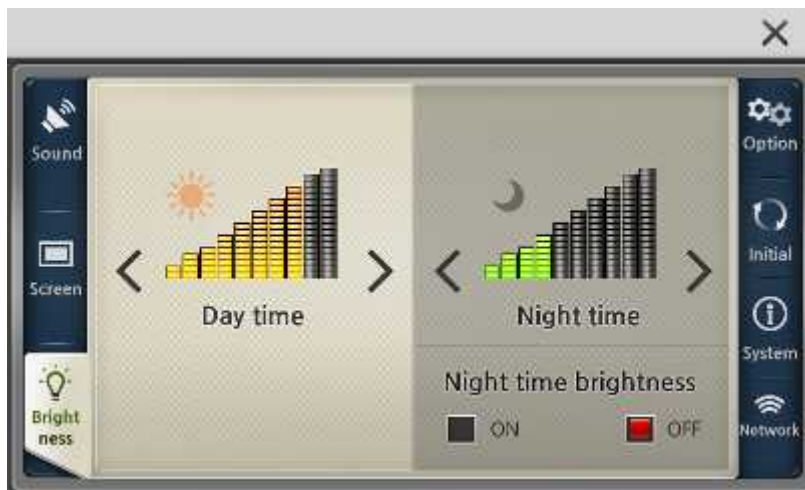 Sound
Screen
Bright
ness
Day time
Night time
Night time brightness
ON
OFF
Option
Initial
System
Network